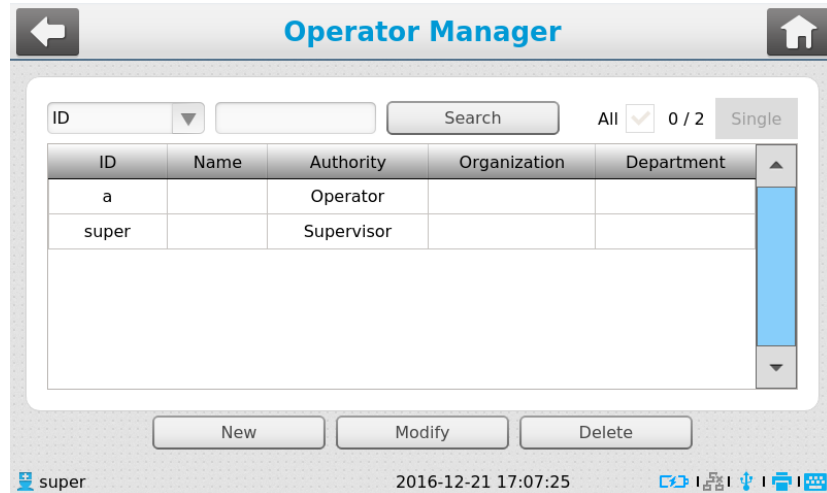 Operator Manager
ID Search All 0 / 2 Single
ID Name Authority Organization Department
a Operator
super Supervisor
New Modify Delete
super 2016-12-21 17:07:25